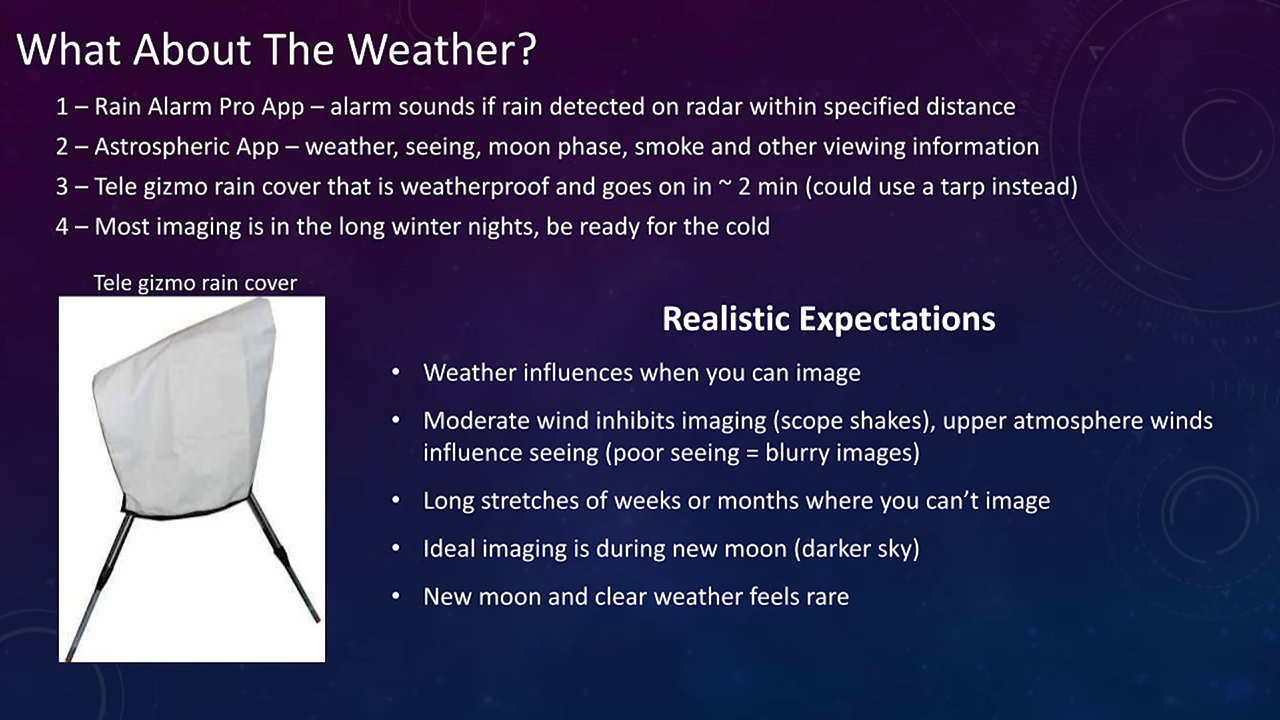 What About The Weather?
1 – Rain Alarm Pro App – alarm sounds if rain detected on radar within specified distance
2 – Astrospheric App – weather, seeing, moon phase, smoke and other viewing information
3 – Tele gizmo rain cover that is weatherproof and goes on in ~ 2 min (could use a tarp instead)
4 – Most imaging is in the long winter nights, be ready for the cold
Tele gizmo rain cover
Realistic Expectations
• Weather influences when you can image
• Moderate wind inhibits imaging (scope shakes), upper atmosphere winds
influence seeing (poor seeing = blurry images)
• Long stretches of weeks or months where you can’t image
• Ideal imaging is during new moon (darker sky)
• New moon and clear weather feels rare